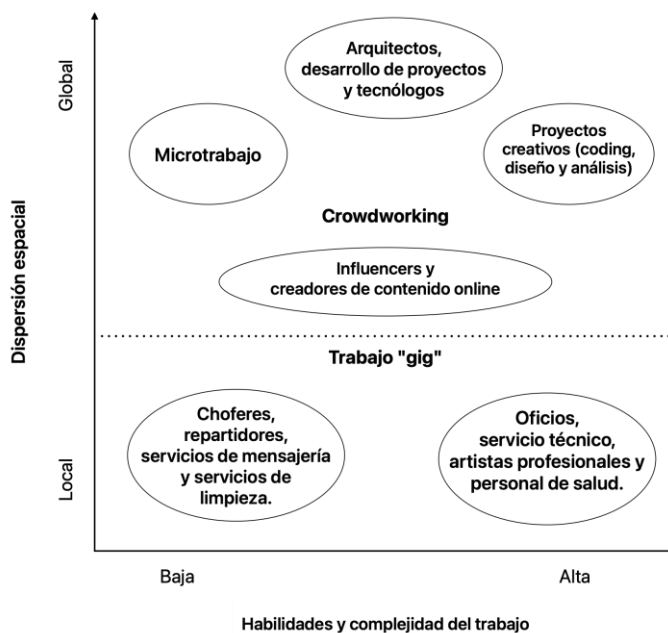 Global
Dispersión espacial
Local
Arquitectos,
desarrollo de proyectos
y tecnólogos
Microtrabajo
Proyectos
creativos (coding,
diseño y análisis)
Crowdworking
Influencers y
creadores de contenido online
Trabajo "gig"
Choferes,
repartidores,
servicios de mensajería
y servicios de
limpieza.
Oficios,
servicio técnico,
artistas profesionales y
personal de salud.
Baja
Alta
Habilidades y complejidad del trabajo